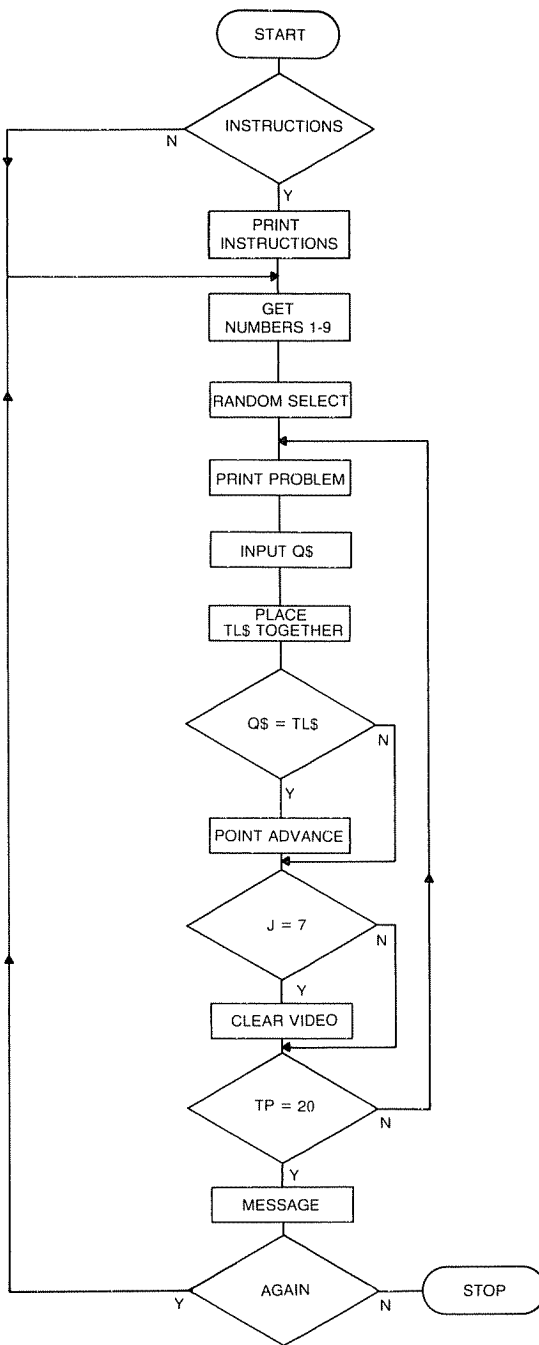 START
INSTRUCTIONS
N
Y
PRINT
INSTRUCTIONS
GET
NUMBERS 1-9
RANDOM SELECT
PRINT PROBLEM
INPUT Q$
PLACE
TL$ TOGETHER
Q$ = TL$
N
Y
POINT ADVANCE
J = 7
N
Y
CLEAR VIDEO
TP = 20
N
Y
MESSAGE
AGAIN
Y
N
STOP